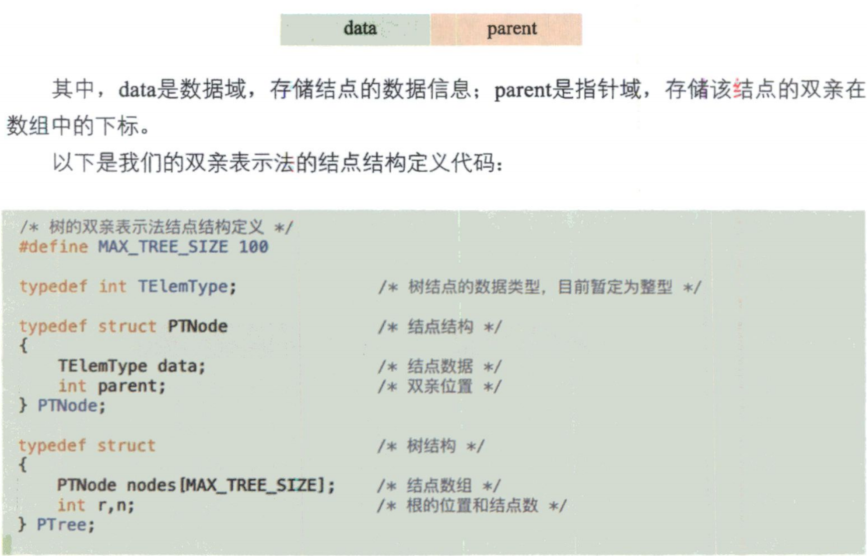 data parent
其中，data是数据域，存储结点的数据信息；parent是指针域，存储该结点的双亲在
数组中的下标。
以下是我们的双亲表示法的结点结构定义代码：
/* 树的双亲表示法结点结构定义 */
#define MAX_TREE_SIZE 100
typedef int TElemType; /* 树结点的数据类型，目前暂定为整型 */
typedef struct PTNode /* 结点结构 */
{
TElemType data; /* 结点数据 */
int parent; /* 双亲位置 */
} PTNode;
typedef struct /* 树结构 */
{
PTNode nodes[MAX_TREE_SIZE]; /* 结点数组 */
int r,n; /* 根的位置和结点数 */
} PTree;